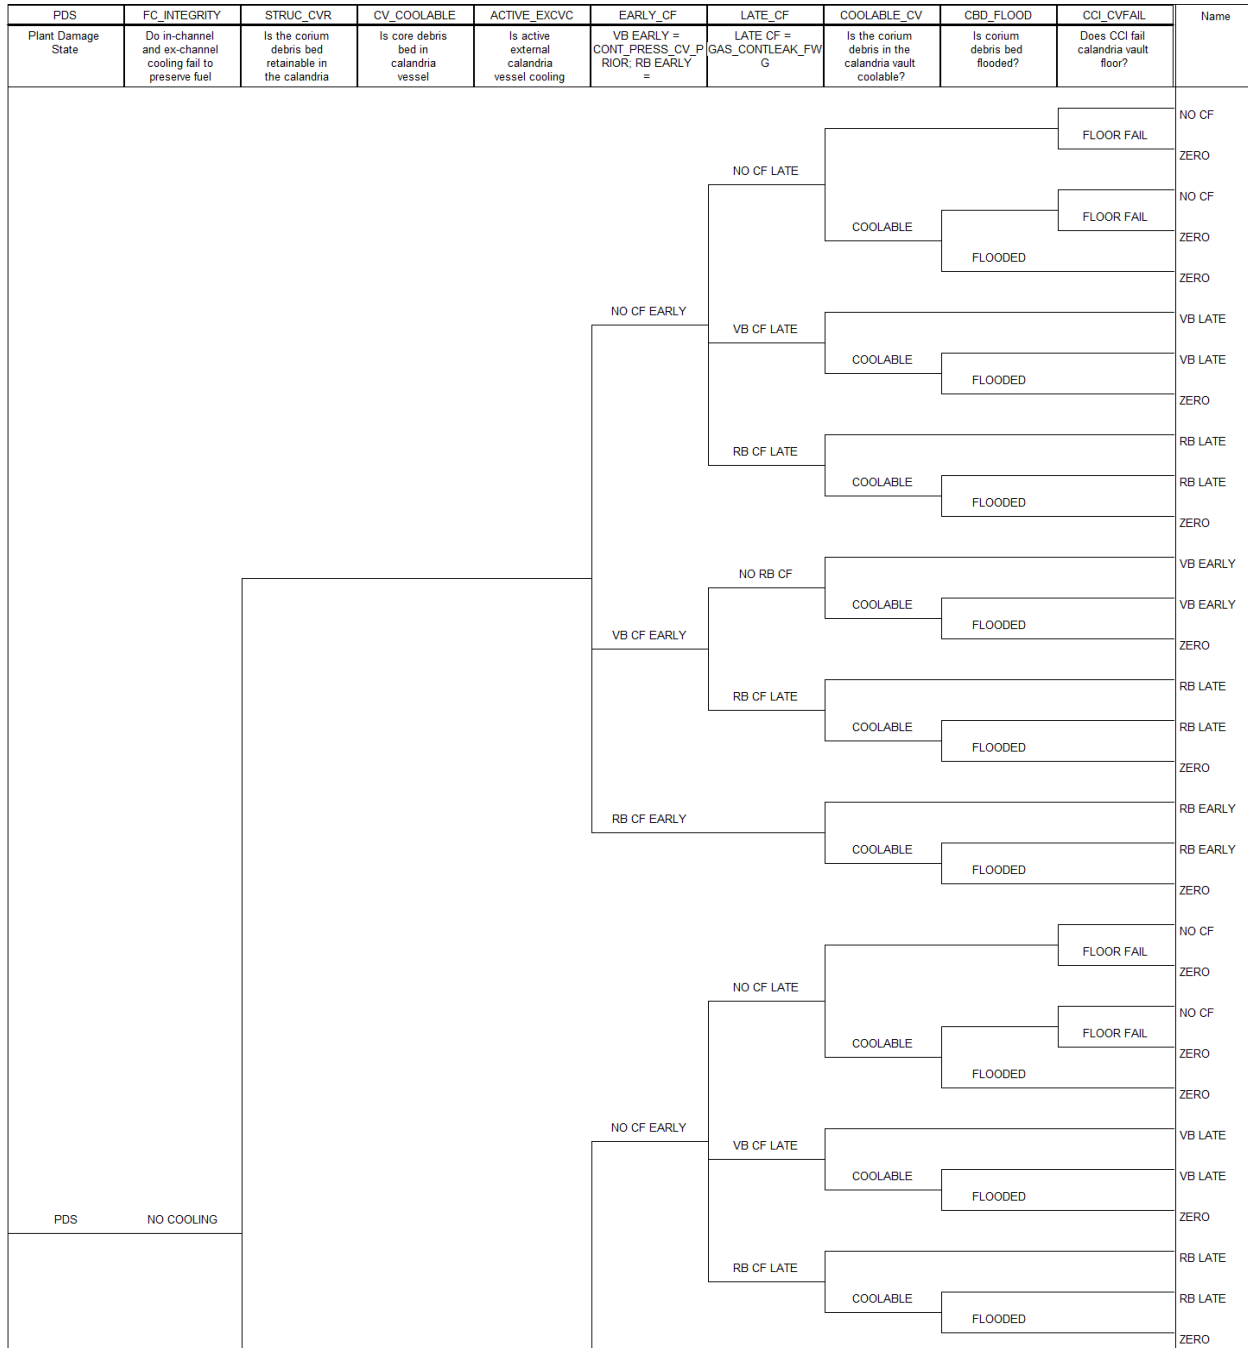 PDS
FC_INTEGRITY
STRUC_CVR
CV_COOLABLE
ACTIVE_EXCVC
EARLY_CF
LATE_CF
COOLABLE_CV
CBD_FLOOD
CCI_CVFAIL
Name
Plant Damage
State
Do in-channel
and ex-channel
cooling fail to
preserve fuel
Is the corium
debris bed
retainable in
the calandria
Is core debris
bed in
calandria
vessel
Is active
external
calandria
vessel cooling
VB EARLY =
CONT_PRESS_CV_P
RIOR; RB EARLY
=
LATE CF =
GAS_CONTLEAK_FW
G
Is the corium
debris in the
calandria vault
coolable?
Is corium
debris bed
flooded?
Does CCI fail
calandria vault
floor?
NO CF
FLOOR FAIL
ZERO
NO CF LATE
NO CF
FLOOR FAIL
COOLABLE
ZERO
FLOODED
ZERO
NO CF EARLY
VB LATE
VB CF LATE
VB LATE
COOLABLE
FLOODED
ZERO
RB LATE
RB CF LATE
RB LATE
COOLABLE
FLOODED
ZERO
VB EARLY
NO RB CF
VB EARLY
COOLABLE
FLOODED
VB CF EARLY
ZERO
RB LATE
RB CF LATE
RB LATE
COOLABLE
FLOODED
ZERO
RB EARLY
RB CF EARLY
RB EARLY
COOLABLE
FLOODED
ZERO
NO CF
FLOOR FAIL
ZERO
NO CF LATE
NO CF
FLOOR FAIL
COOLABLE
ZERO
FLOODED
ZERO
NO CF EARLY
VB LATE
VB CF LATE
VB LATE
COOLABLE
FLOODED
ZERO
PDS
NO COOLING
RB LATE
RB CF LATE
RB LATE
COOLABLE
FLOODED
ZERO